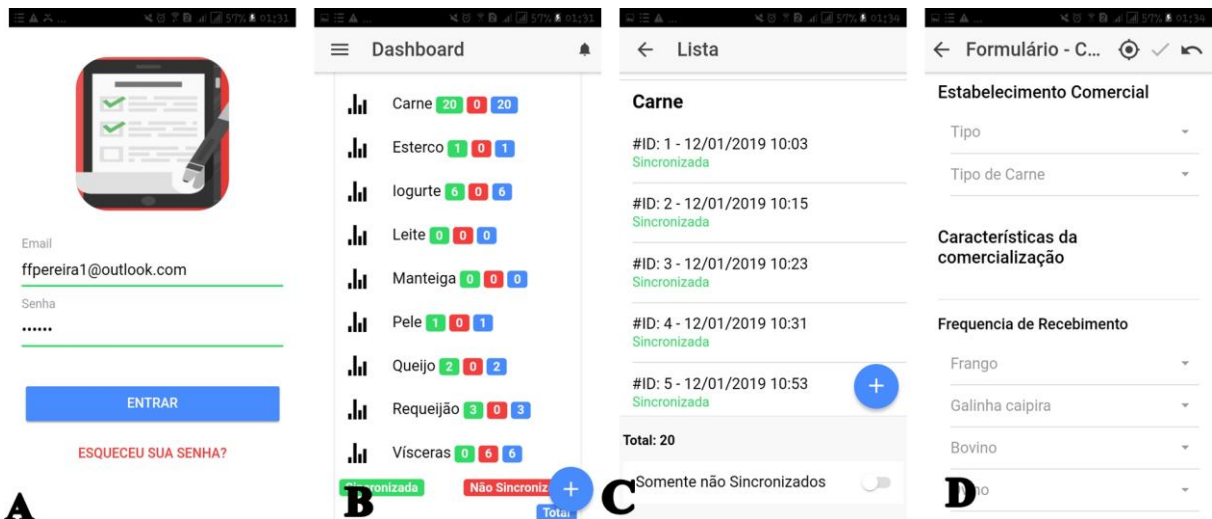 57% 01:31
Email
ffpereira1@outlook.com
Senha
••••••
ENTRAR
ESQUECEU SUA SENHA?
A
... 57% 01:31
Dashboard
Carne 20 0 20
Esterco 1 0 1
Iogurte 6 0 6
Leite 0 0 0
Manteiga 0 0 0
Pele 1 0 1
Queijo 2 0 2
Requeijão 3 0 3
Vísceras 0 6 6
Não
Total
B
... 57% 01:34
Lista
Carne
#ID: 1 - 12/01/2019 10:03
Sincronizada
#ID: 2 - 12/01/2019 10:15
Sincronizada
#ID: 3 - 12/01/2019 10:23
Sincronizada
#ID: 4 - 12/01/2019 10:31
Sincronizada
#ID: 5 - 12/01/2019 10:53
Sincronizada
Total: 20
Somente não Sincronizados
C
... 57% 01:34
Formulário - C...
Estabelecimento Comercial
Tipo
Tipo de Carne
Características da
comercialização
Frequencia de Recebimento
Frango
Galinha caipira
Bovino
D